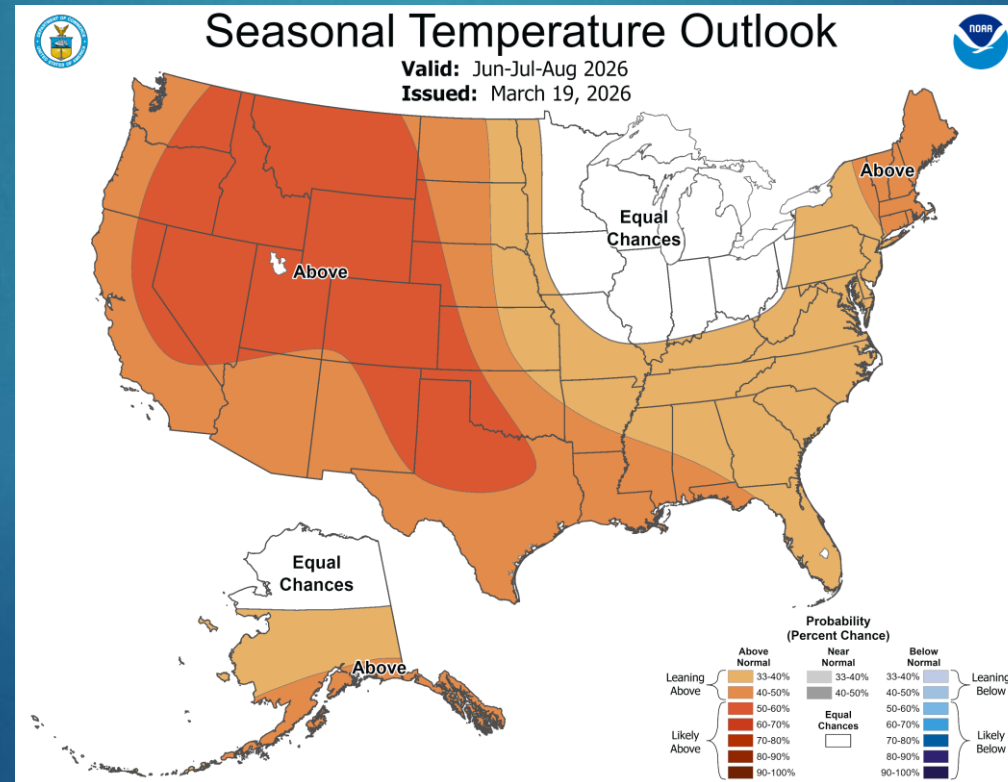 Seasonal Temperature Outlook
Valid: Jun-Jul-Aug 2026
Issued: March 19, 2026
NOAA
Above
Equal
Chances
Above
Equal
Chances
Above
Probability
(Percent Chance)
Above
Normal
Near
Normal
Below
Normal
Leaning
Above
33-40%
33-40%
33-40%
Leaning
Below
40-50%
40-50%
40-50%
50-60%
Equal
Chances
50-60%
60-70%
60-70%
Likely
Above
70-80%
70-80%
Likely
Below
80-90%
80-90%
90-100%
90-100%